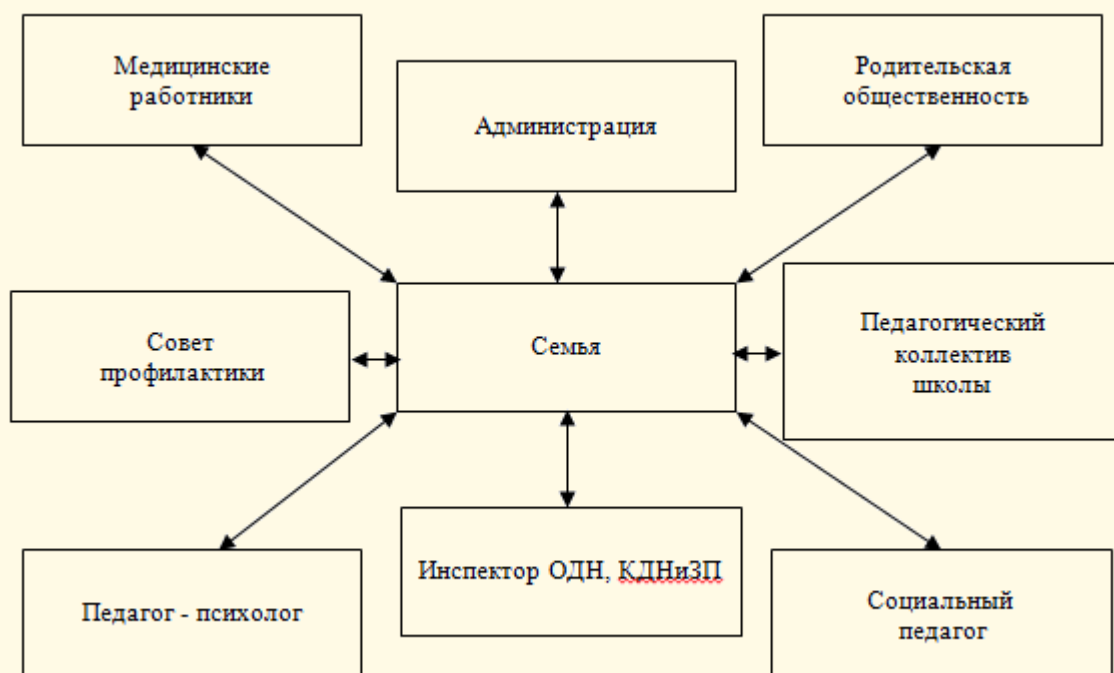 Медицинские
работники
Администрация
Родительская
общественность
Совет
профилактики
Семья
Педагогический
коллектив
школы
Педагог - психолог
Инспектор ОДН, КДНиЗП
Социальный
педагог